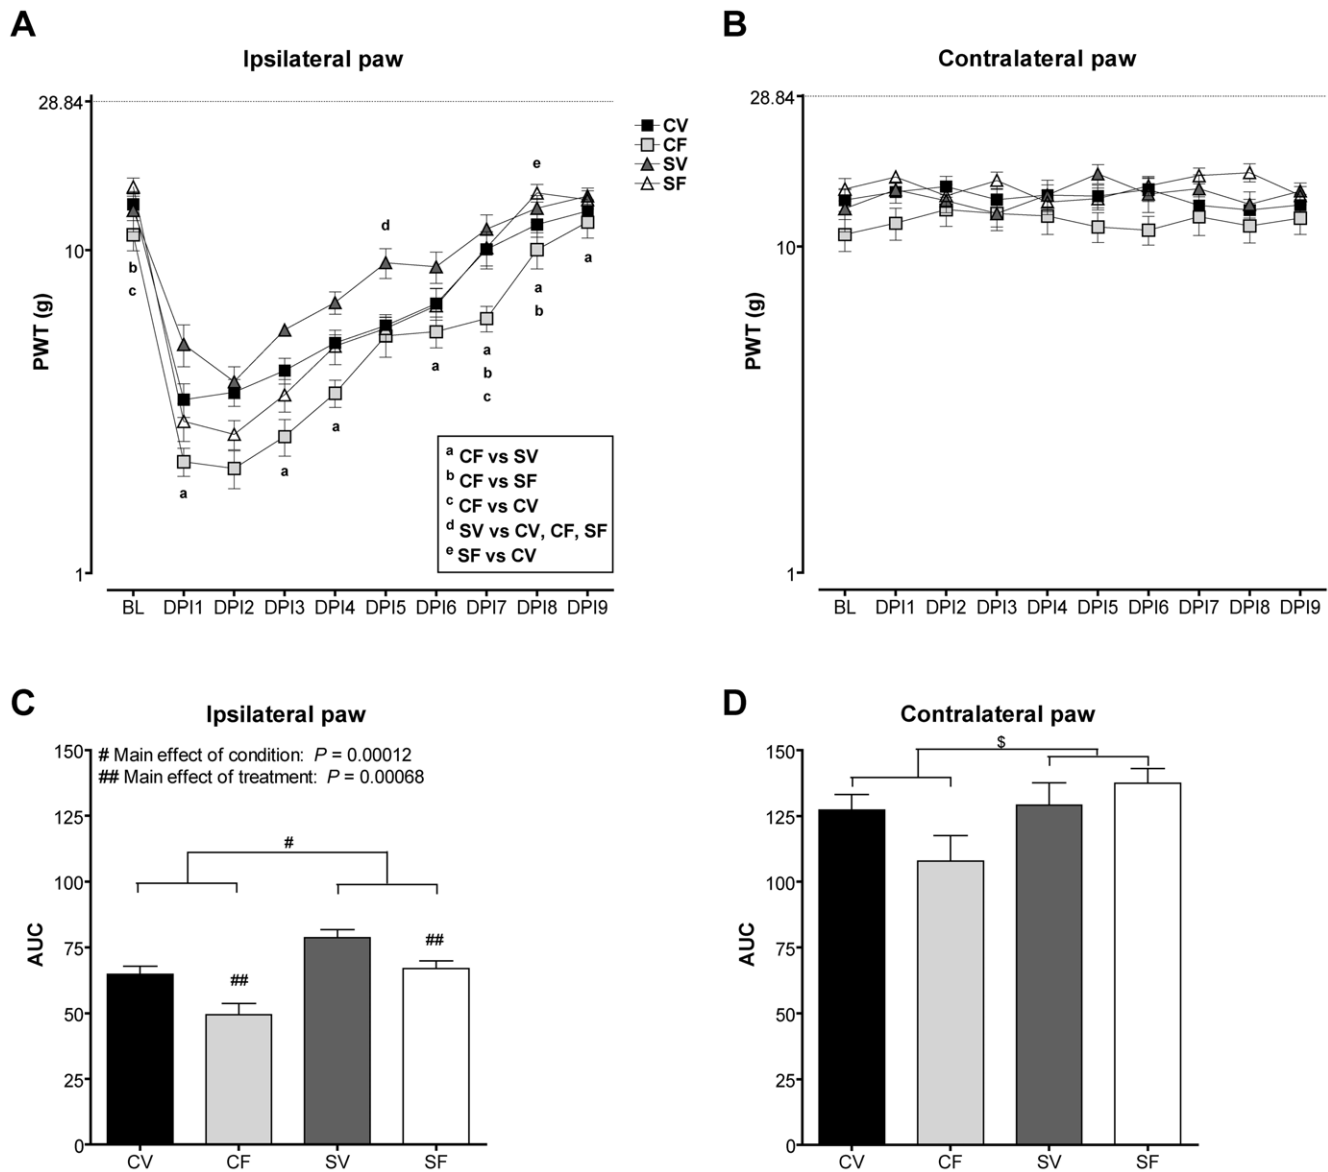 A
Ipsilateral paw
28.84
10
1
PWT (g)
CV
CF
SV
SF
b
c
a
a
a
d
a
a
b
c
e
a
b
a
a CF vs SV
b CF vs SF
c CF vs CV
d SV vs CV, CF, SF
e SF vs CV
BL DPI1 DPI2 DPI3 DPI4 DPI5 DPI6 DPI7 DPI8 DPI9
B
Contralateral paw
28.84
10
1
PWT (g)
BL DPI1 DPI2 DPI3 DPI4 DPI5 DPI6 DPI7 DPI8 DPI9
C
Ipsilateral paw
# Main effect of condition: P = 0.00012
## Main effect of treatment: P = 0.00068
150
125
100
75
50
25
0
AUC
#
##
##
CV CF SV SF
D
Contralateral paw
$
150
125
100
75
50
25
0
AUC
CV CF SV SF